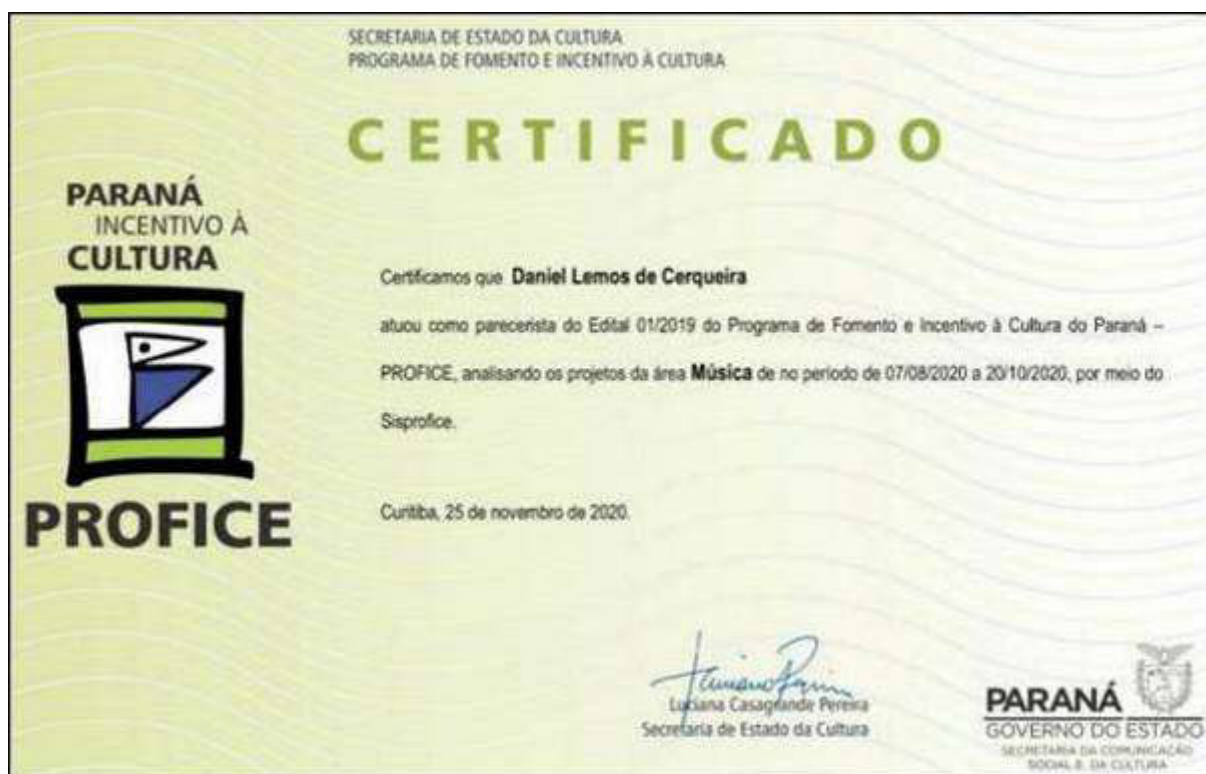 SECRETARIA DE ESTADO DA CULTURA
PROGRAMA DE FOMENTO E INCENTIVO À CULTURA
CERTIFICADO
PARANÁ
INCENTIVO À
CULTURA
PROFICE
Certificamos que Daniel Lemos de Cerqueira
atuou como parecerista do Edital 01/2019 do Programa de Fomento e Incentivo à Cultura do Paraná –
PROFICE, analisando os projetos da área Música de no período de 07/08/2020 a 20/10/2020, por meio do
Sisprofice.
Curitiba, 25 de novembro de 2020.
Luciana Casagrande Pereira
Secretaria de Estado da Cultura
PARANÁ
GOVERNO DO ESTADO
SECRETARIA DA COMUNICAÇÃO
SOCIAL E DA CULTURA